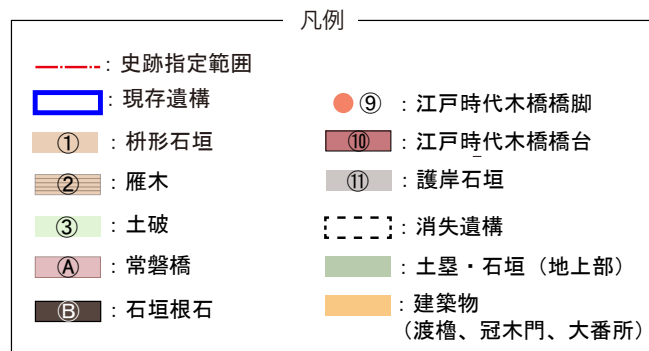 凡例
：史跡指定範囲
：現存遺構
① ：枡形石垣
② ：雁木
③ ：土破
Ⓐ ：常磐橋
Ⓑ ：石垣根石
⑨ ：江戸時代木橋橋脚
⑩ ：江戸時代木橋橋台
⑪ ：護岸石垣
：消失遺構
：土塁・石垣（地上部）
：建築物
（渡櫓、冠木門、大番所）